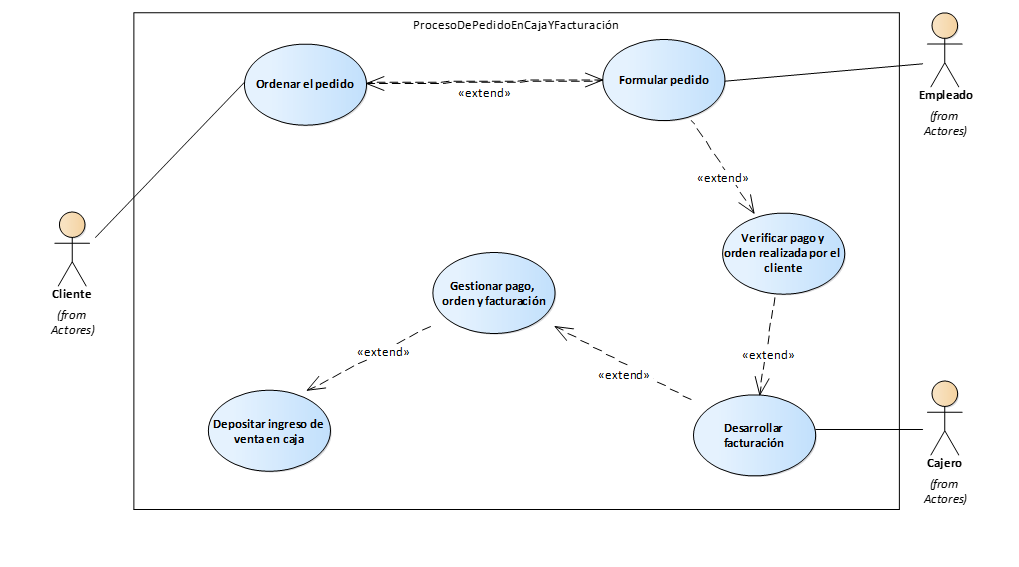 ProcesoDePedidoEnCajaYFacturación
Ordenar el pedido
«extend»
Formular pedido
Empleado
(from
Actores)
«extend»
Verificar pago y
orden realizada por el
cliente
Cliente
(from
Actores)
Gestionar pago,
orden y facturación
«extend»
«extend»
«extend»
Depositar ingreso de
venta en caja
Desarrollar
facturación
Cajero
(from
Actores)